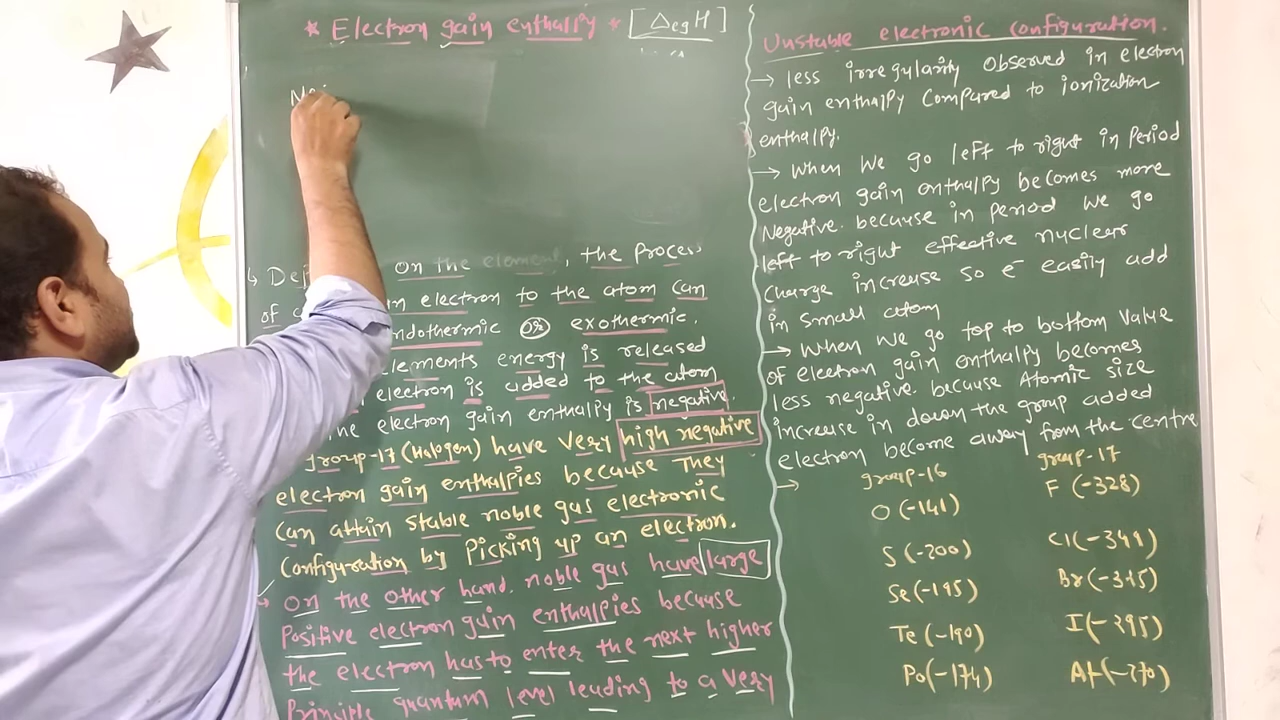 * Electron gain enthalpy * [ΔegH]
↳ Def on the element, the process
of an electron to the atom can
endothermic OR exothermic.
elements energy is released
electron is added to the atom
the electron gain enthalpy is negative.
group-17 (Halogen) have very high negative
electron gain enthalpies because they
can attain stable noble gas electronic
configuration by picking up an electron.
→ On the other hand. noble gas have large
Positive electron gain enthalpies because
the electron has to enter the next higher
Principle quantum level leading to a very
Unstable electronic configuration.
→ less irregularity observed in electron
gain enthalpy compared to ionization
enthalpy.
→ When we go left to right in Period
electron gain enthalpy becomes more
Negative. because in period we go
left to right effective nuclear
charge increase so e⁻ easily add
in small atom
→ When we go top to bottom value
of electron gain enthalpy becomes
less negative. because Atomic size
increase in down the group added
electron become away from the centre
→ group-16 group-17
O (-141) F (-328)
S (-200) Cl (-349)
Se (-195) Br (-325)
Te (-190) I (-295)
Po (-174) At (-270)